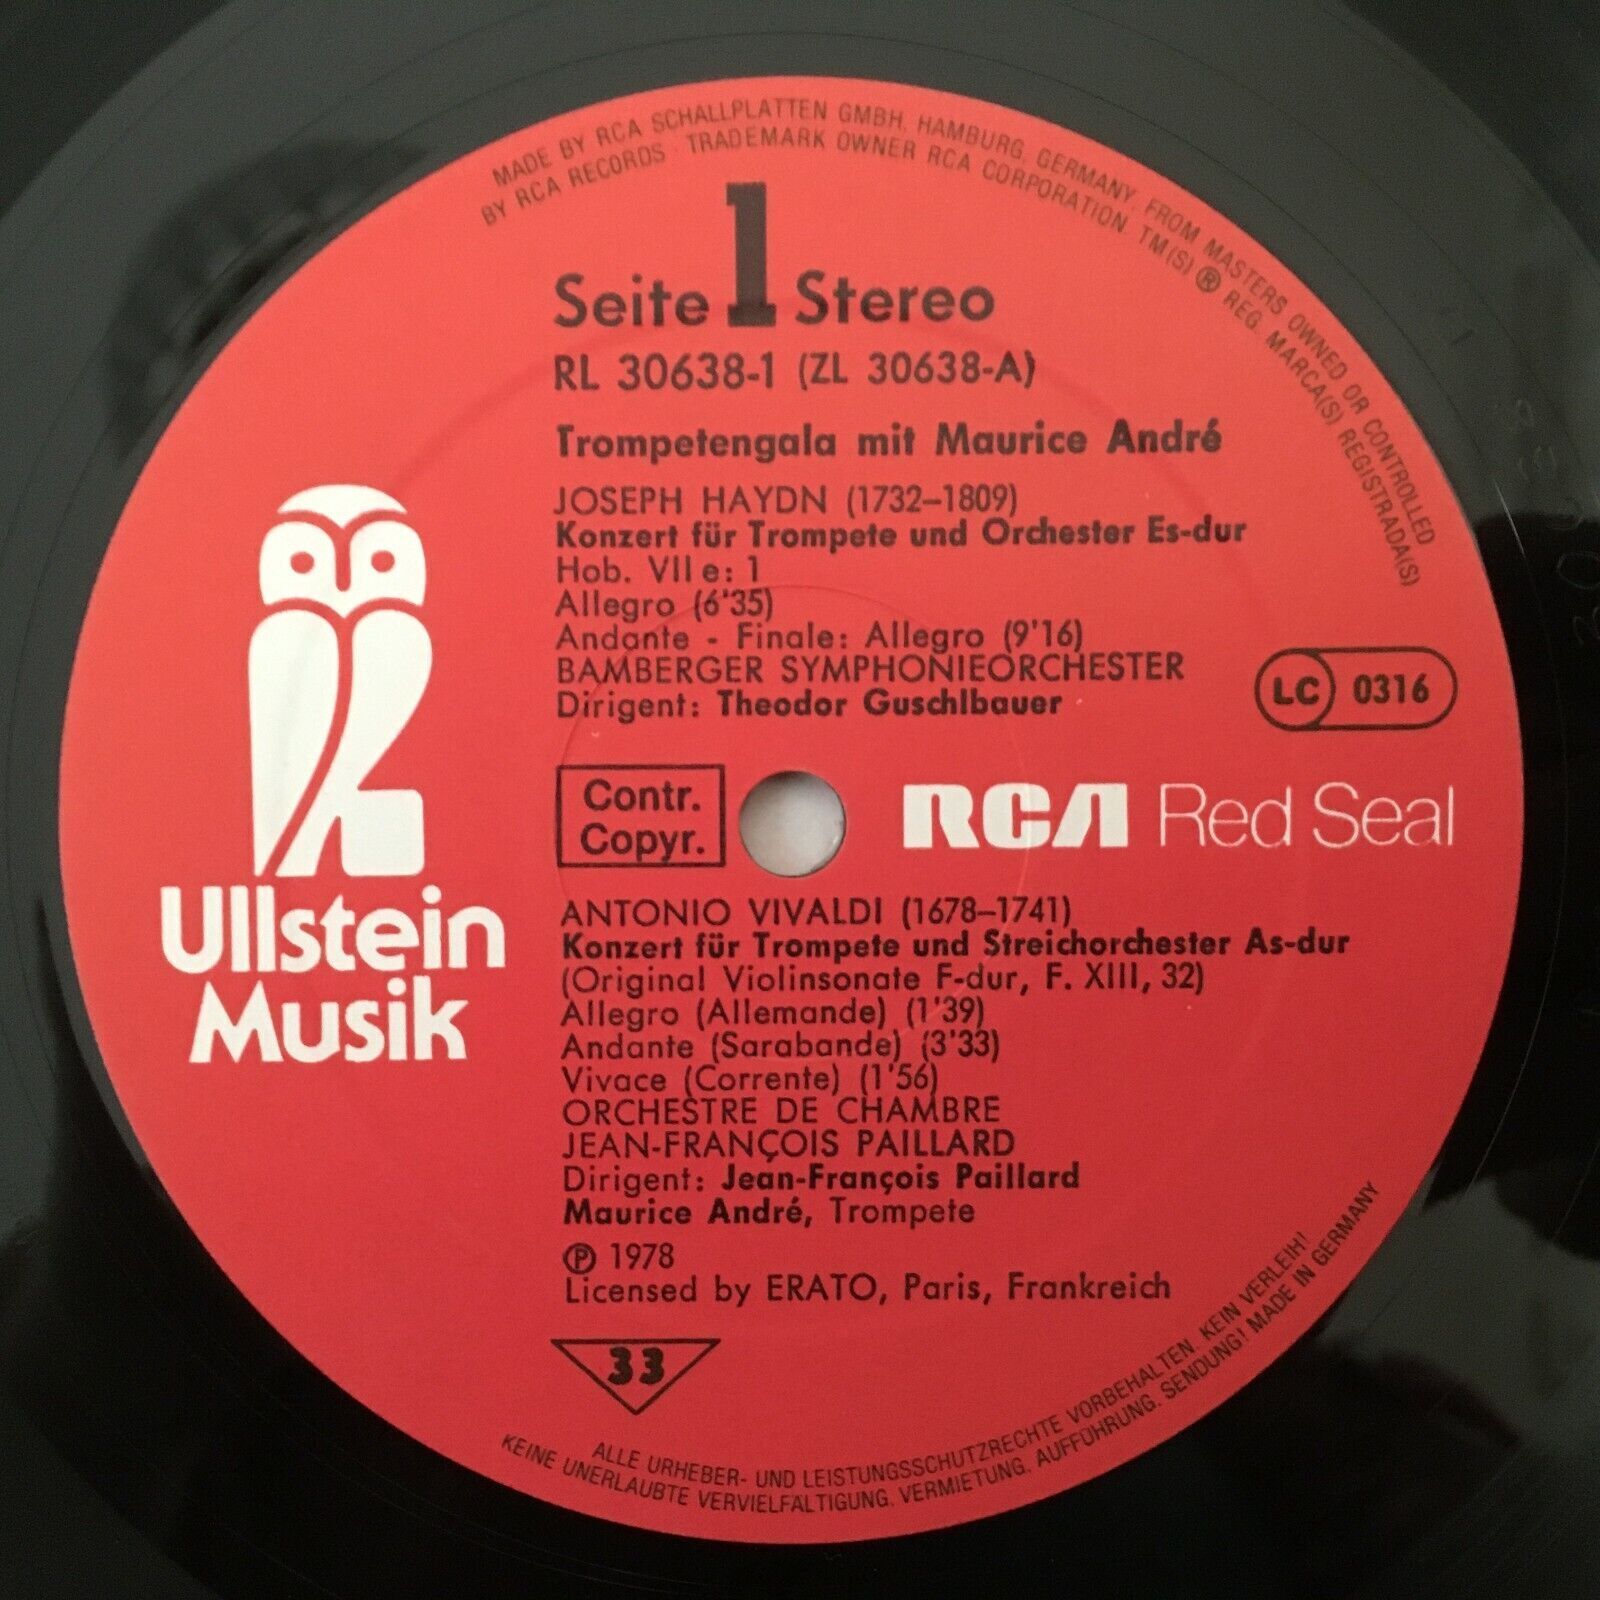 MADE BY RCA SCHALLPLATTEN GMBH, HAMBURG, GERMANY, FROM MASTERS OWNED OR CONTROLLED
BY RCA RECORDS · TRADEMARK OWNER RCA CORPORATION TM(S) ® REG. MARCA(S) REGISTRADA(S)
Seite 1 Stereo
RL 30638-1 (ZL 30638-A)
Trompetengala mit Maurice André
JOSEPH HAYDN (1732–1809)
Konzert für Trompete und Orchester Es-dur
Hob. VII e: 1
Allegro (6'35)
Andante - Finale: Allegro (9'16)
BAMBERGER SYMPHONIEORCHESTER
Dirigent: Theodor Guschlbauer
LC 0316
Contr.
Copyr.
RCA Red Seal
Ullstein
Musik
ANTONIO VIVALDI (1678–1741)
Konzert für Trompete und Streichorchester As-dur
(Original Violinsonate F-dur, F. XIII, 32)
Allegro (Allemande) (1'39)
Andante (Sarabande) (3'33)
Vivace (Corrente) (1'56)
ORCHESTRE DE CHAMBRE
JEAN-FRANÇOIS PAILLARD
Dirigent: Jean-François Paillard
Maurice André, Trompete
℗ 1978
Licensed by ERATO, Paris, Frankreich
33
ALLE URHEBER- UND LEISTUNGSSCHUTZRECHTE VORBEHALTEN. KEIN VERLEIH!
KEINE UNERLAUBTE VERVIELFÄLTIGUNG, VERMIETUNG, AUFFÜHRUNG, SENDUNG! MADE IN GERMANY